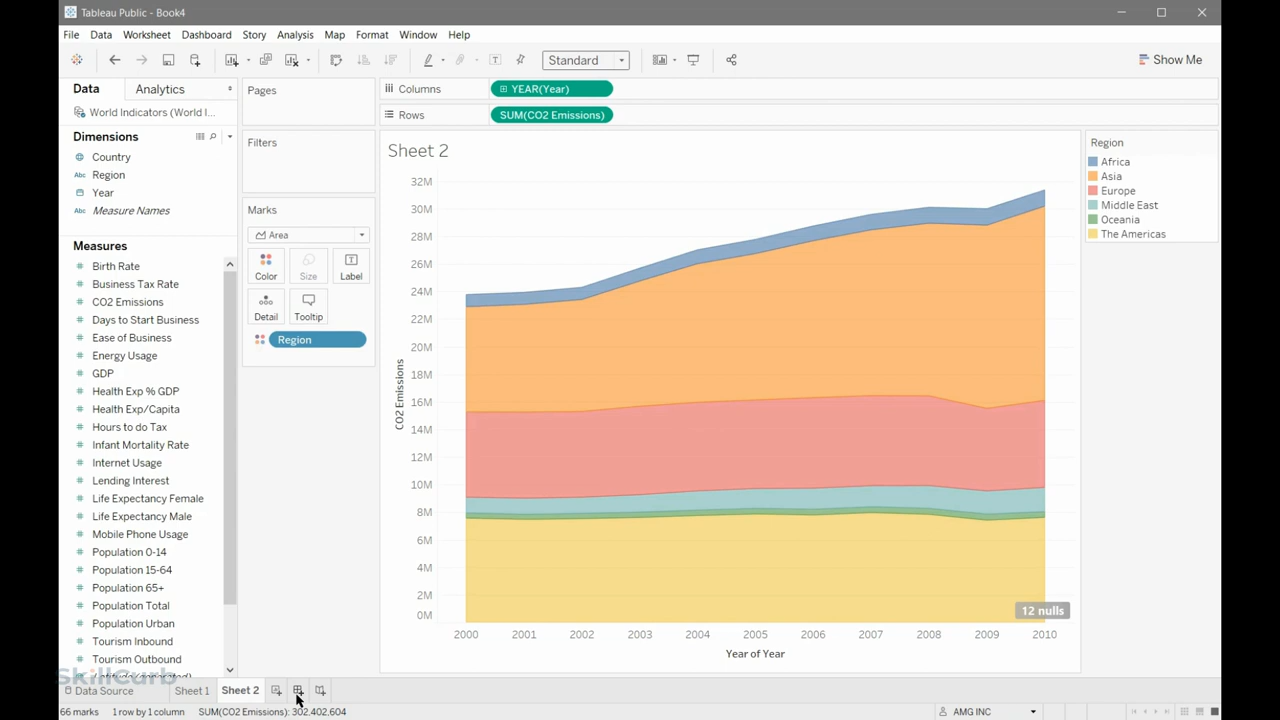 Tableau Public - Book4
File Data Worksheet Dashboard Story Analysis Map Format Window Help
Standard
Show Me
Data Analytics
World Indicators (World I...
Dimensions
Country
Abc Region
Year
Abc Measure Names
Measures
# Birth Rate
# Business Tax Rate
# CO2 Emissions
# Days to Start Business
# Ease of Business
# Energy Usage
# GDP
# Health Exp % GDP
# Health Exp/Capita
# Hours to do Tax
# Infant Mortality Rate
# Internet Usage
# Lending Interest
# Life Expectancy Female
# Life Expectancy Male
# Mobile Phone Usage
# Population 0-14
# Population 15-64
# Population 65+
# Population Total
# Population Urban
# Tourism Inbound
# Tourism Outbound
SkillCurb
Pages
Filters
Marks
Area
Color Size Label
Detail Tooltip
Region
Columns YEAR(Year)
Rows SUM(CO2 Emissions)
Sheet 2
32M
30M
28M
26M
24M
22M
20M
18M
16M
14M
12M
10M
8M
6M
4M
2M
0M
CO2 Emissions
12 nulls
2000 2001 2002 2003 2004 2005 2006 2007 2008 2009 2010
Year of Year
Region
Africa
Asia
Europe
Middle East
Oceania
The Americas
Data Source Sheet 1 Sheet 2
66 marks 1 row by 1 column SUM(CO2 Emissions): 302,402,604
AMG INC